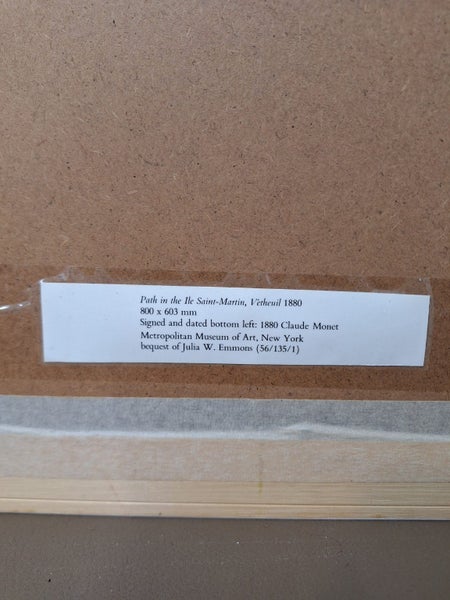 Path in the Ile Saint-Martin, Vétheuil 1880
800 x 603 mm
Signed and dated bottom left: 1880 Claude Monet
Metropolitan Museum of Art, New York
bequest of Julia W. Emmons (56/135/1)